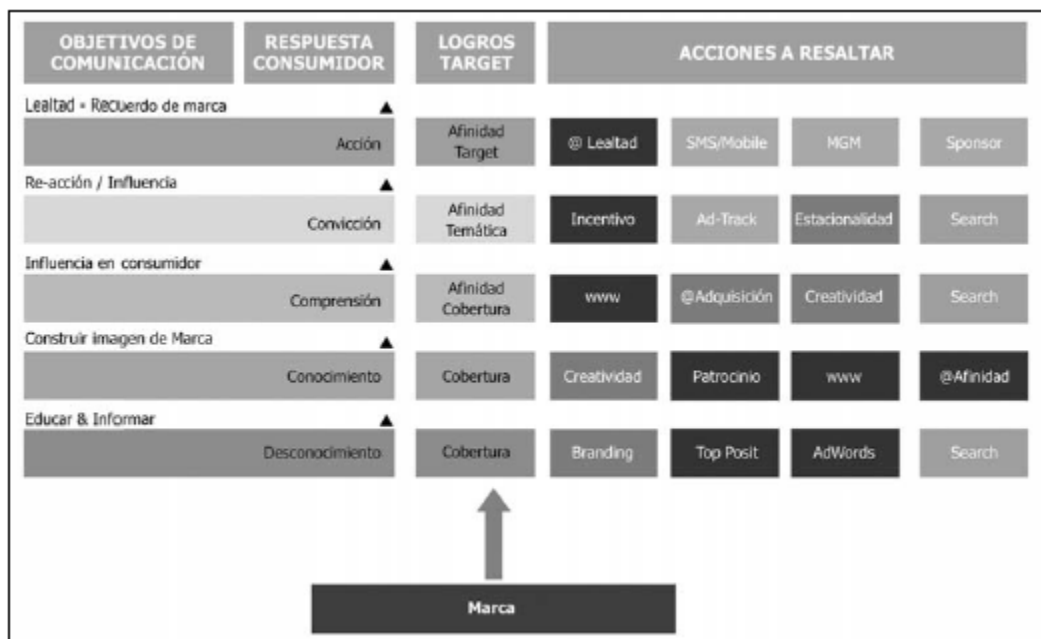 OBJETIVOS DE
COMUNICACIÓN
RESPUESTA
CONSUMIDOR
LOGROS
TARGET
ACCIONES A RESALTAR
Lealtad - Recuerdo de marca
Acción
Afinidad
Target
@ Lealtad
SMS/Mobile
MGM
Sponsor
Re-acción / Influencia
Convicción
Afinidad
Temática
Incentivo
Ad-Track
Estacionalidad
Search
Influencia en consumidor
Comprensión
Afinidad
Cobertura
www
@Adquisición
Creatividad
Search
Construir imagen de Marca
Conocimiento
Cobertura
Creatividad
Patrocinio
www
@Afinidad
Educar & Informar
Desconocimiento
Cobertura
Branding
Top Posit
AdWords
Search
Marca